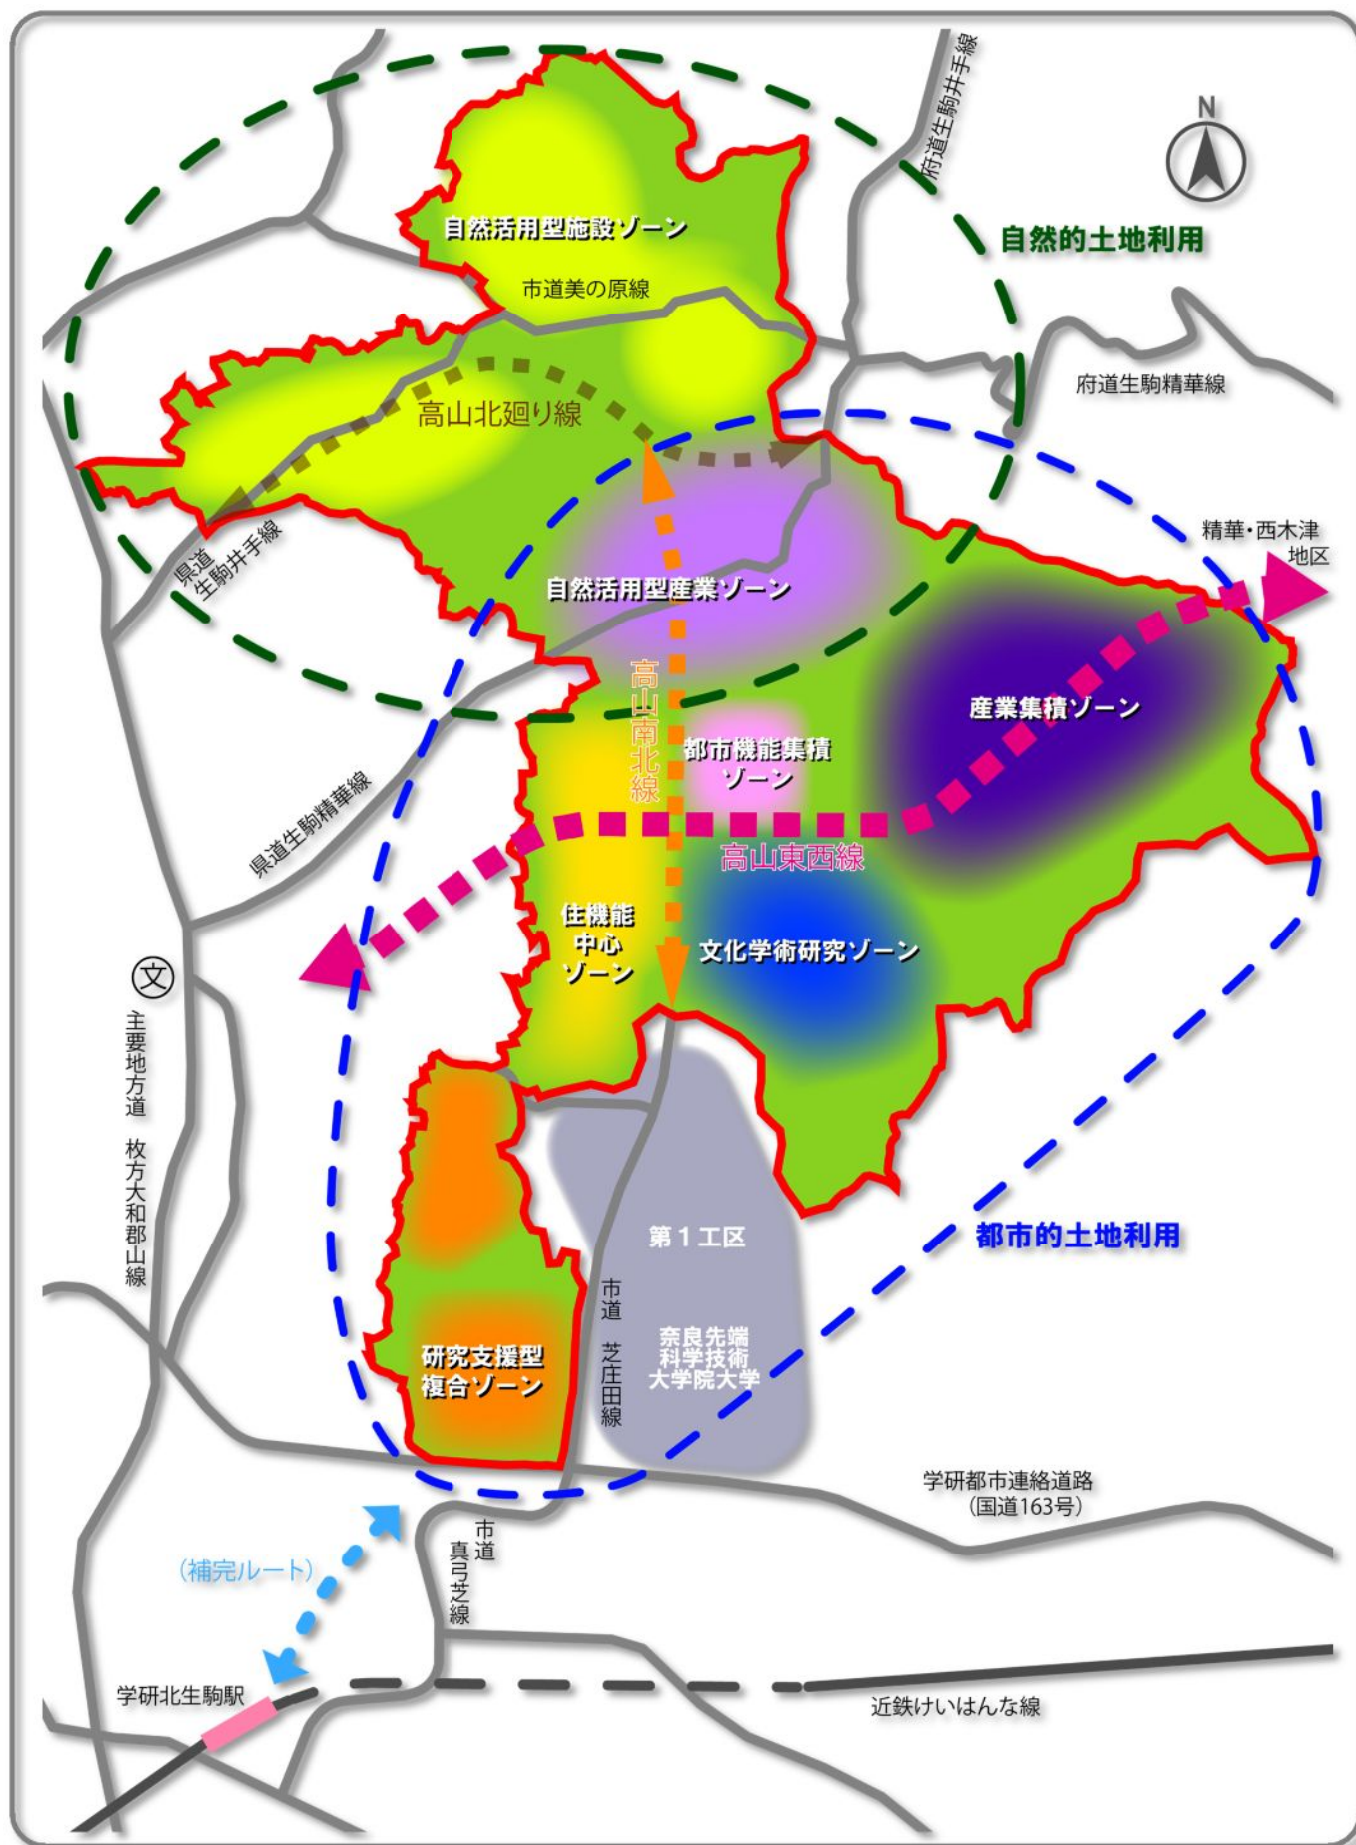 府道生駒井手線
N
自然活用型施設ゾーン
自然的土地利用
市道美の原線
府道生駒精華線
高山北廻り線
精華・西木津
地区
県道
生駒井手線
自然活用型産業ゾーン
高山南北線
産業集積ゾーン
都市機能集積
ゾーン
県道生駒精華線
高山東西線
住機能
中心
ゾーン
文化学術研究ゾーン
文
主要地方道 枚方大和郡山線
第1工区
都市的土地利用
市道 芝庄田線
奈良先端
科学技術
大学院大学
研究支援型
複合ゾーン
学研都市連絡道路
(国道163号)
市道
真弓芝線
(補完ルート)
学研北生駒駅
近鉄けいはんな線